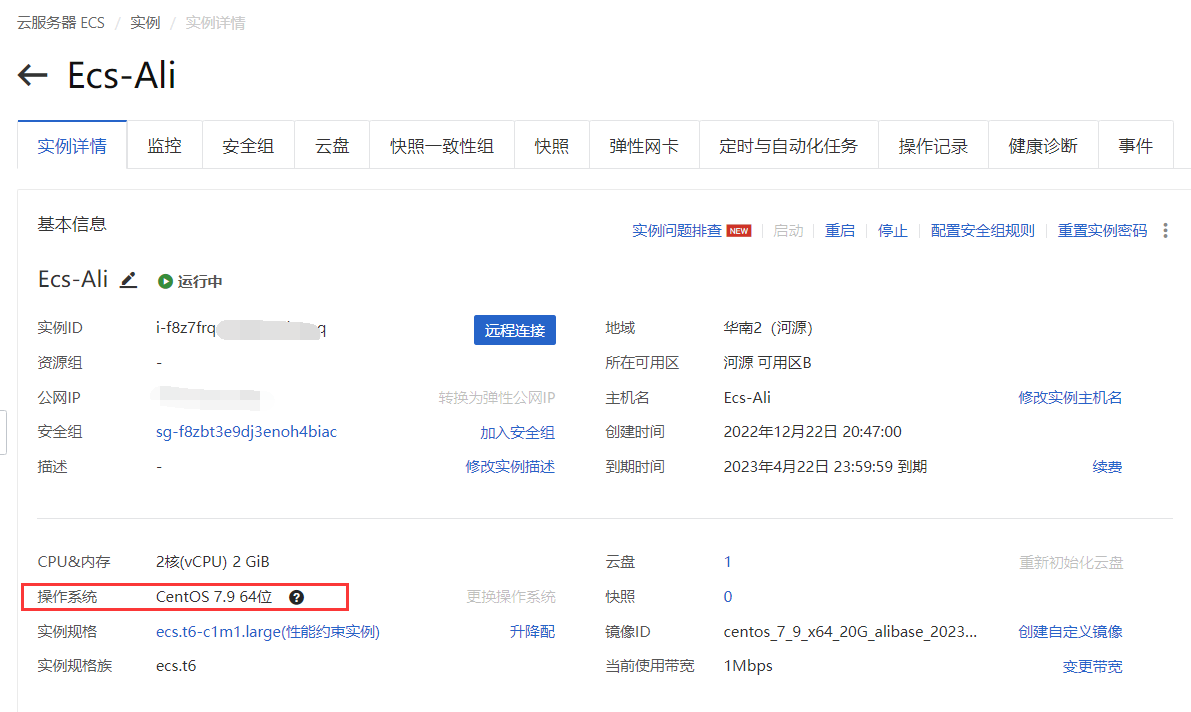 云服务器 ECS / 实例 / 实例详情
Ecs-Ali
实例详情 监控 安全组 云盘 快照一致性组 快照 弹性网卡 定时与自动化任务 操作记录 健康诊断 事件
基本信息
实例问题排查 NEW 启动 重启 停止 配置安全组规则 重置实例密码
Ecs-Ali 运行中
实例ID i-f8z7frq q 远程连接 地域 华南2（河源）
资源组 - 所在可用区 河源 可用区B
公网IP 转换为弹性公网IP 主机名 Ecs-Ali 修改实例主机名
安全组 sg-f8zbt3e9dj3enoh4biac 加入安全组 创建时间 2022年12月22日 20:47:00
描述 - 修改实例描述 到期时间 2023年4月22日 23:59:59 到期 续费
CPU&内存 2核(vCPU) 2 GiB 云盘 1 重新初始化云盘
操作系统 CentOS 7.9 64位 ? 更换操作系统 快照 0
实例规格 ecs.t6-c1m1.large(性能约束实例) 升降配 镜像ID centos_7_9_x64_20G_alibase_2023... 创建自定义镜像
实例规格族 ecs.t6 当前使用带宽 1Mbps 变更带宽